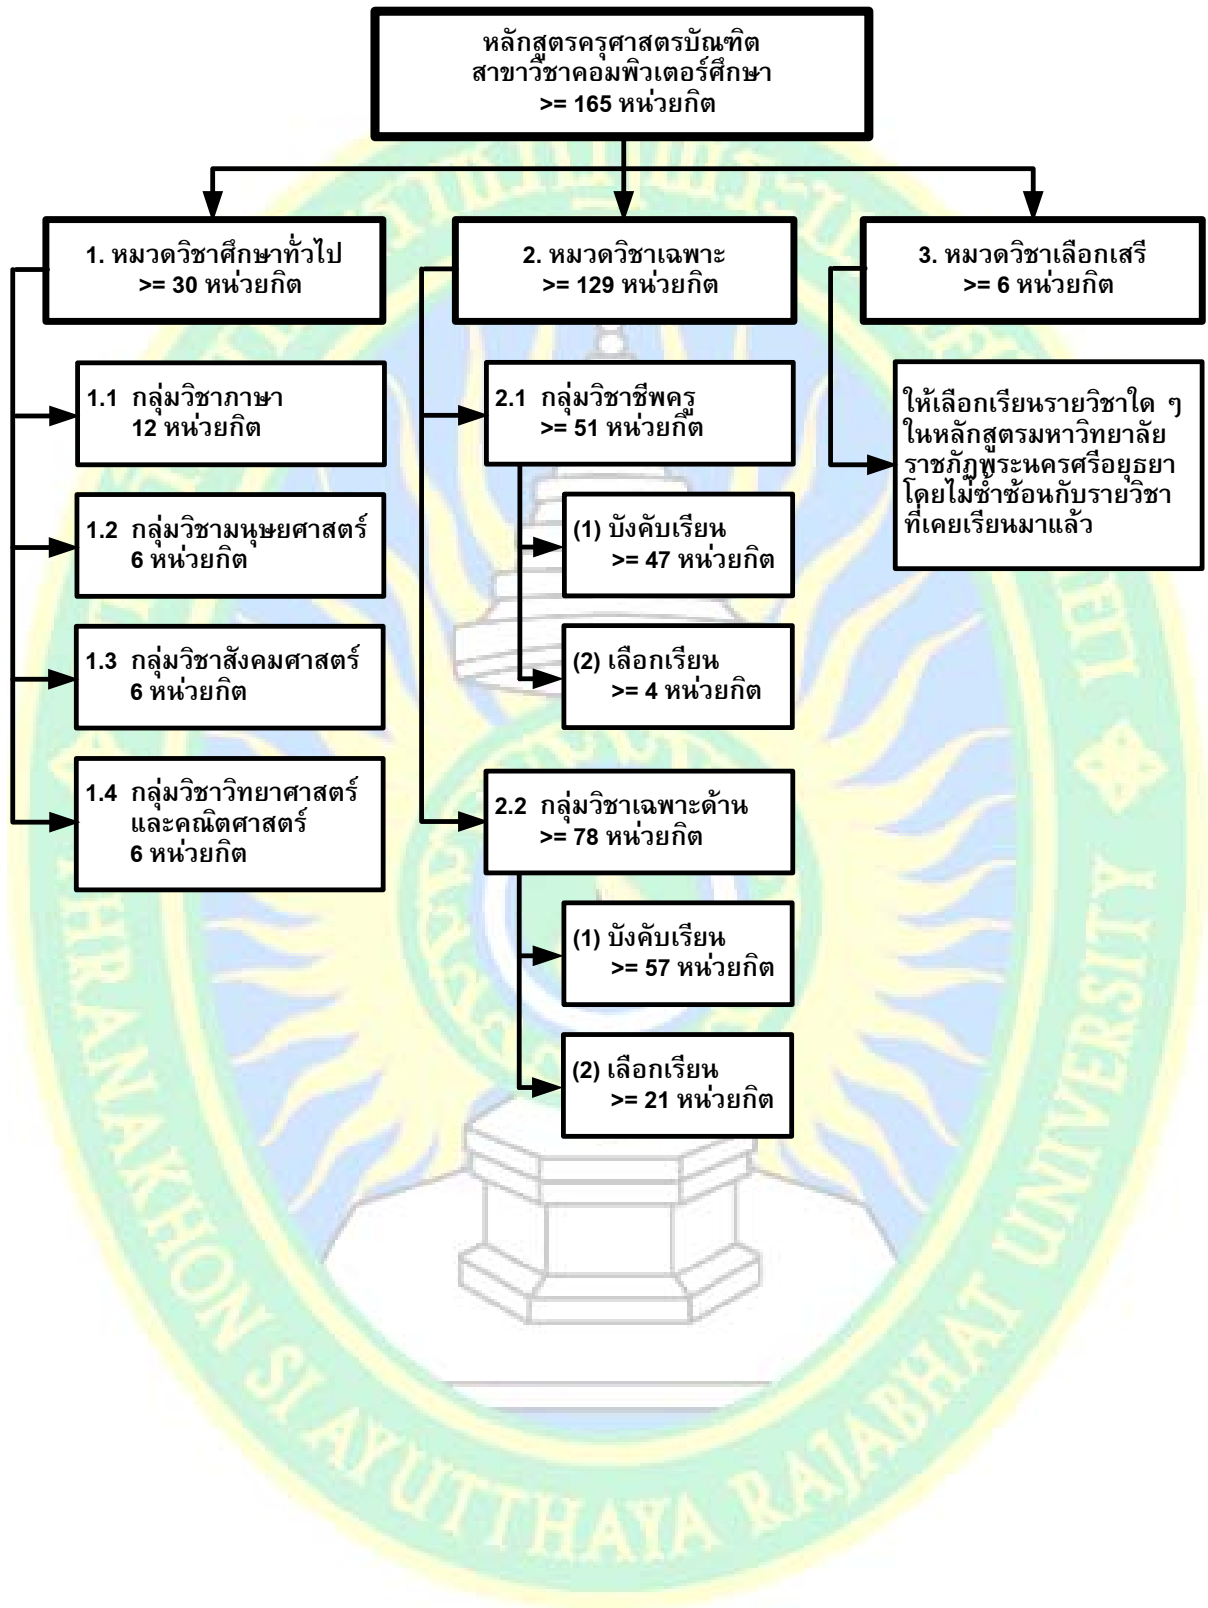 หลักสูตรครุศาสตรบัณฑิต
สาขาวิชาคอมพิวเตอร์ศึกษา
>= 165 หน่วยกิต
1. หมวดวิชาศึกษาทั่วไป
>= 30 หน่วยกิต
1.1 กลุ่มวิชาภาษา
12 หน่วยกิต
1.2 กลุ่มวิชามนุษยศาสตร์
6 หน่วยกิต
1.3 กลุ่มวิชาสังคมศาสตร์
6 หน่วยกิต
1.4 กลุ่มวิชาวิทยาศาสตร์
และคณิตศาสตร์
6 หน่วยกิต
2. หมวดวิชาเฉพาะ
>= 129 หน่วยกิต
2.1 กลุ่มวิชาชีพครู
>= 51 หน่วยกิต
(1) บังคับเรียน
>= 47 หน่วยกิต
(2) เลือกเรียน
>= 4 หน่วยกิต
2.2 กลุ่มวิชาเฉพาะด้าน
>= 78 หน่วยกิต
(1) บังคับเรียน
>= 57 หน่วยกิต
(2) เลือกเรียน
>= 21 หน่วยกิต
3. หมวดวิชาเลือกเสรี
>= 6 หน่วยกิต
ให้เลือกเรียนรายวิชาใด ๆ
ในหลักสูตรมหาวิทยาลัย
ราชภัฏพระนครศรีอยุธยา
โดยไม่ซ้ำซ้อนกับรายวิชา
ที่เคยเรียนมาแล้ว
PHRANAKHON SI AYUTTHAYA RAJABHAT UNIVERSITY